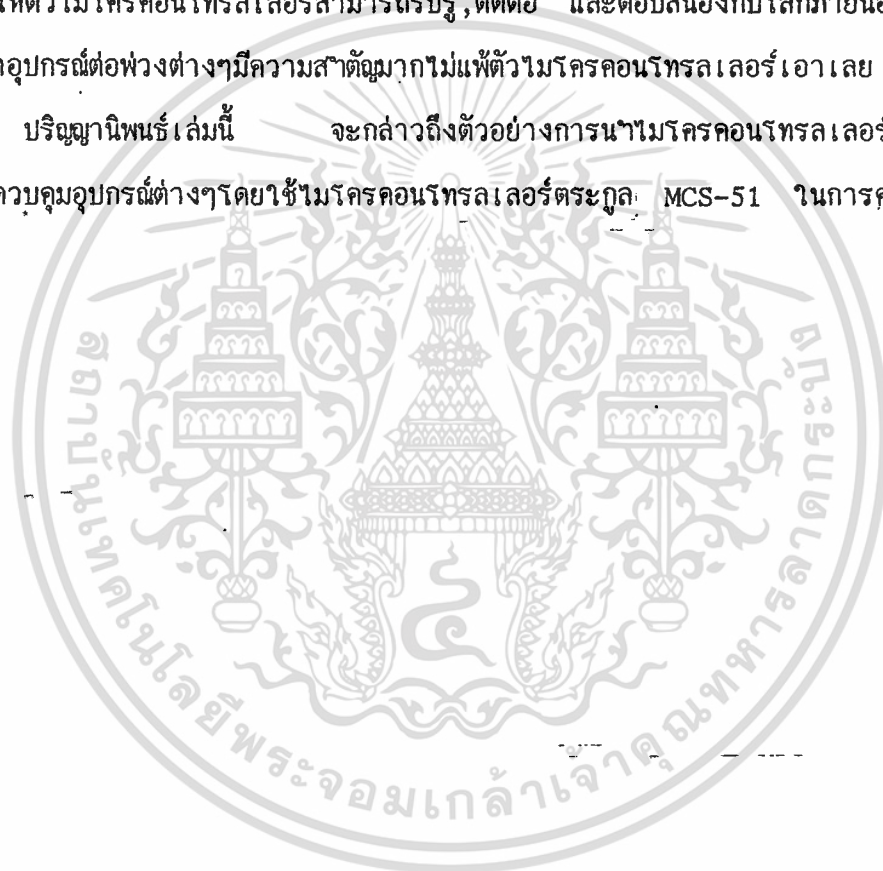 ให้ตัวไมโครคอนโทรลเลอร์สามารถรับรู้,ติดต่อ และตอบสนองกับโลกภายนอ
อุปกรณ์ต่อพ่วงต่างๆมีความสำคัญมากไม่แพ้ตัวไมโครคอนโทรลเลอร์เอาเลย
ปริญญานิพนธ์เล่มนี้ จะกล่าวถึงตัวอย่างการนำไมโครคอนโทรลเลอร์
ควบคุมอุปกรณ์ต่างๆโดยใช้ไมโครคอนโทรลเลอร์ตระกูล MCS-51 ในการค
สถาบันเทคโนโลยีพระจอมเกล้าเจ้าคุณทหารลาดกระบัง